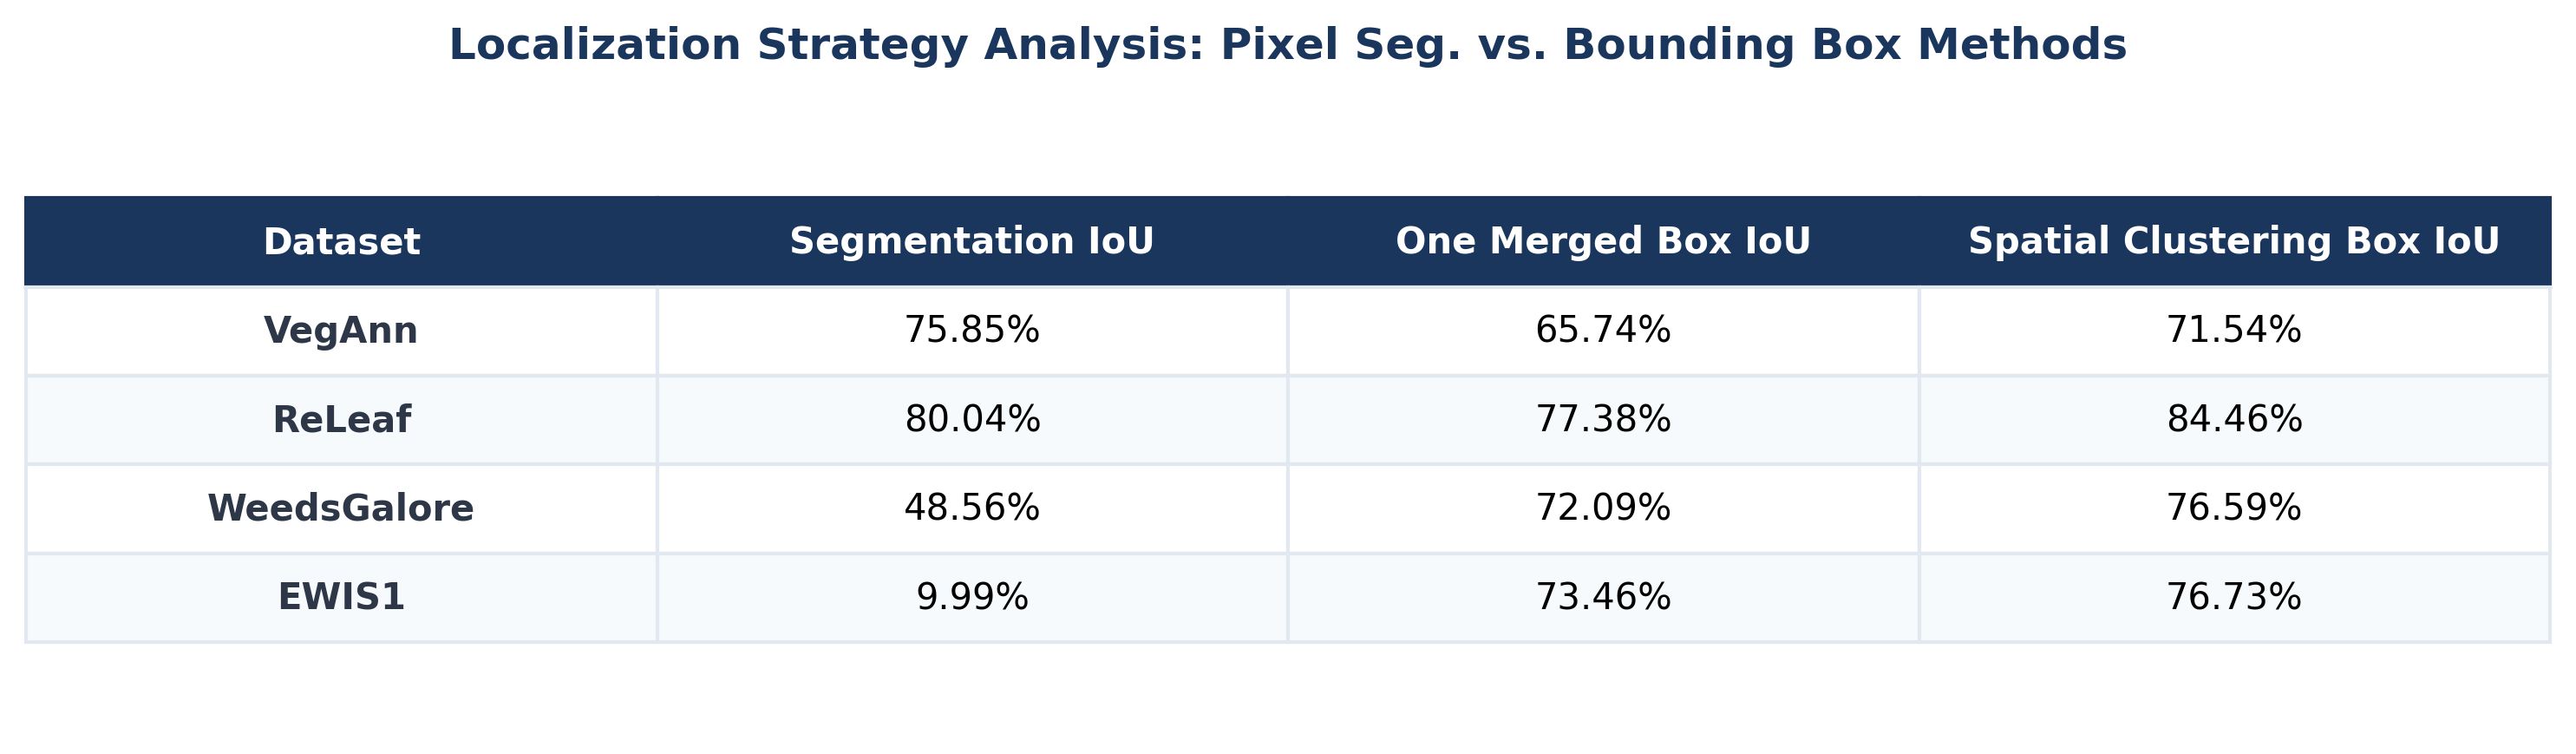 Localization Strategy Analysis: Pixel Seg. vs. Bounding Box Methods
Dataset Segmentation IoU One Merged Box IoU Spatial Clustering Box IoU
VegAnn 75.85% 65.74% 71.54%
ReLeaf 80.04% 77.38% 84.46%
WeedsGalore 48.56% 72.09% 76.59%
EWIS1 9.99% 73.46% 76.73%